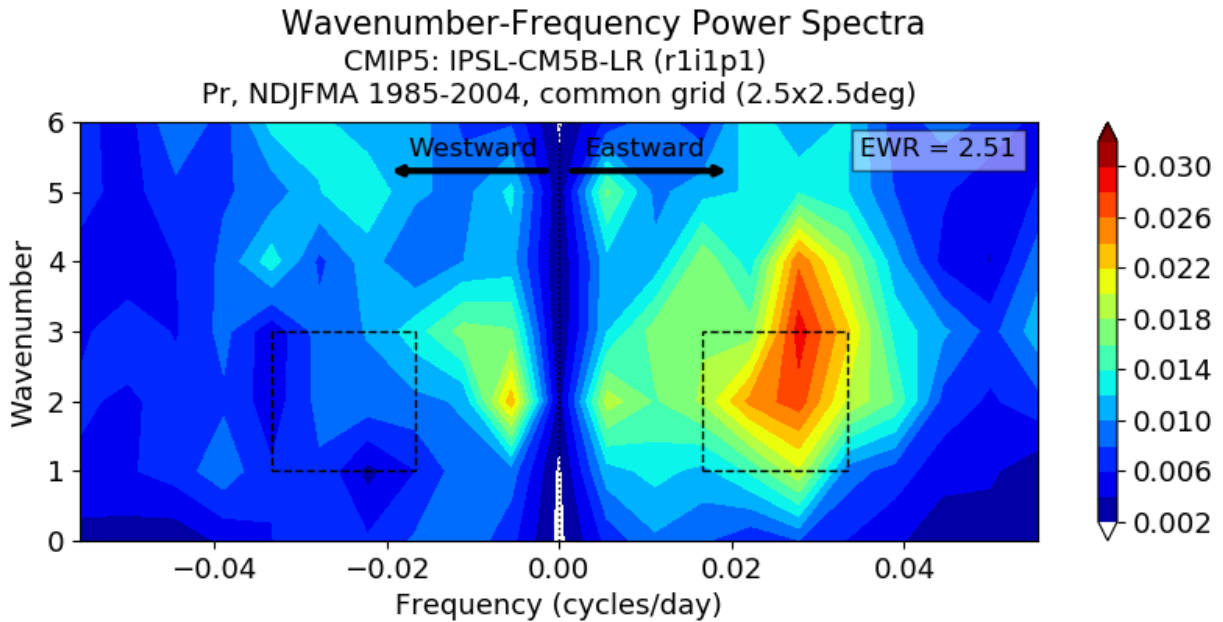 Wavenumber-Frequency Power Spectra
CMIP5: IPSL-CM5B-LR (r1i1p1)
Pr, NDJFMA 1985-2004, common grid (2.5x2.5deg)
Westward
Eastward
EWR = 2.51
6
5
4
3
2
1
0
Wavenumber
−0.04
−0.02
0.00
0.02
0.04
Frequency (cycles/day)
0.030
0.026
0.022
0.018
0.014
0.010
0.006
0.002